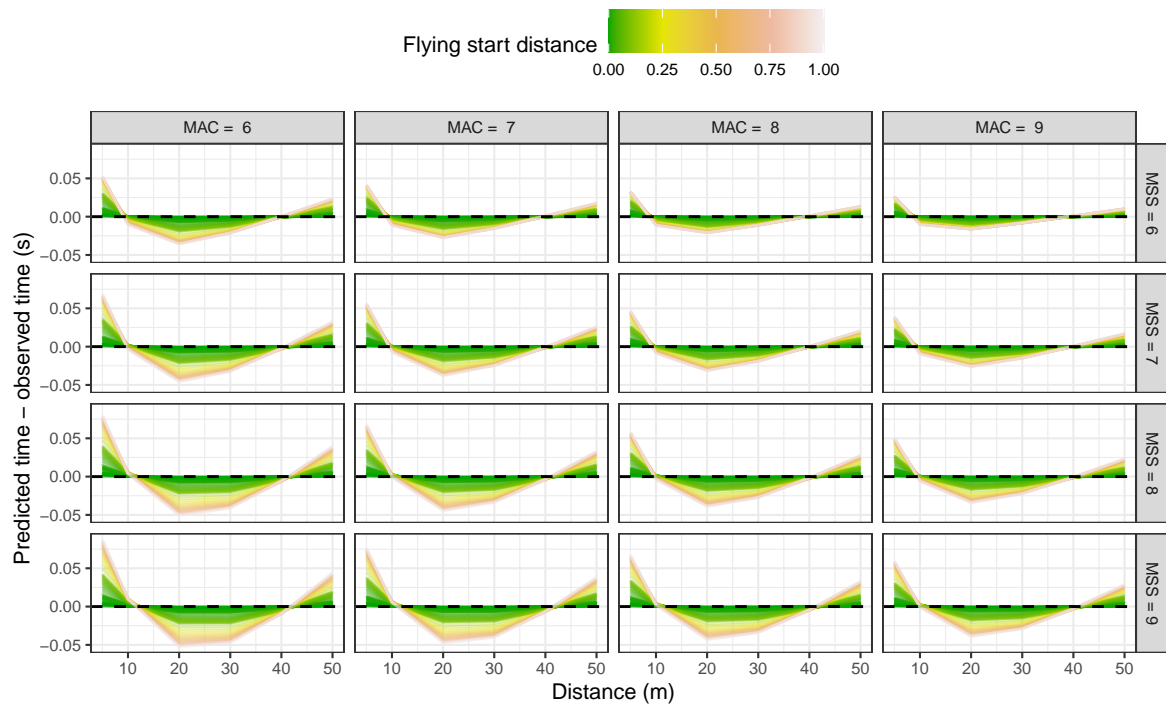 Flying start distance
0.00 0.25 0.50 0.75 1.00
MAC = 6 MAC = 7 MAC = 8 MAC = 9
Predicted time − observed time (s)
0.05
0.00
−0.05
MSS = 6
0.05
0.00
−0.05
MSS = 7
0.05
0.00
−0.05
MSS = 8
0.05
0.00
−0.05
MSS = 9
10 20 30 40 50 10 20 30 40 50 10 20 30 40 50 10 20 30 40 50
Distance (m)